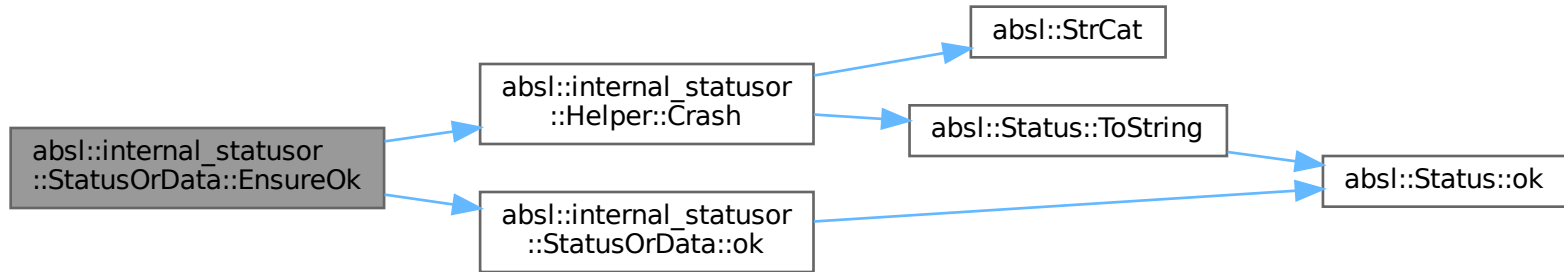 absl::internal_statusor
::StatusOrData::EnsureOk
absl::internal_statusor
::Helper::Crash
absl::StrCat
absl::Status::ToString
absl::internal_statusor
::StatusOrData::ok
absl::Status::ok